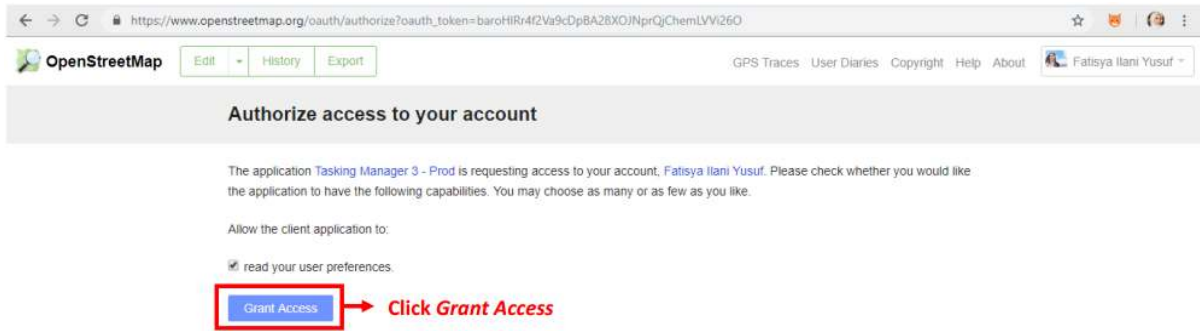 https://www.openstreetmap.org/oauth/authorize?oauth_token=baroHIRr4f2Va9cDpBA28XOJNprQjChemLVVi26O
OpenStreetMap Edit History Export GPS Traces User Diaries Copyright Help About Fatisya Ilani Yusuf
Authorize access to your account
The application Tasking Manager 3 - Prod is requesting access to your account, Fatisya Ilani Yusuf. Please check whether you would like
the application to have the following capabilities. You may choose as many or as few as you like.
Allow the client application to:
read your user preferences.
Grant Access Click Grant Access